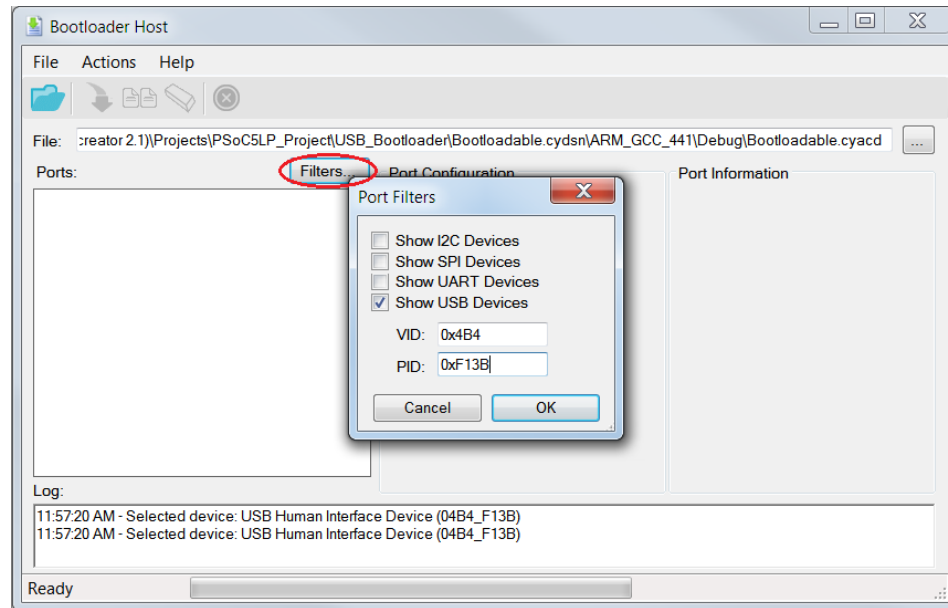 Bootloader Host
File Actions Help
File: :reator 2.1)\Projects\PSoC5LP_Project\USB_Bootloader\Bootloadable.cydsn\ARM_GCC_441\Debug\Bootloadable.cyacd ...
Ports: Filters... Port Configuration Port Information
Port Filters
Show I2C Devices
Show SPI Devices
Show UART Devices
Show USB Devices
VID: 0x4B4
PID: 0xF13B
Cancel OK
Log:
11:57:20 AM - Selected device: USB Human Interface Device (04B4_F13B)
11:57:20 AM - Selected device: USB Human Interface Device (04B4_F13B)
Ready